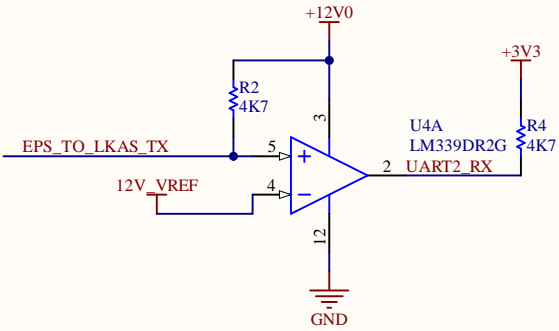 +12V0
+3V3
R2
4K7
3
U4A
LM339DR2G
R4
4K7
EPS_TO_LKAS_TX
5
+
2
UART2_RX
12V_VREF
4
−
12
GND